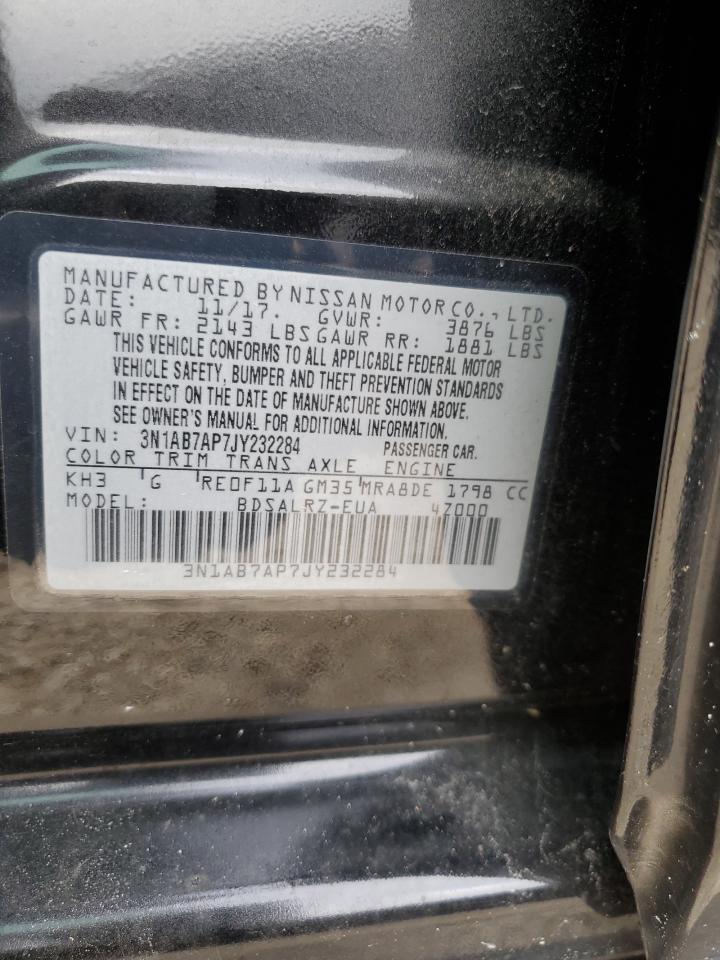 MANUFACTURED BY NISSAN MOTOR CO., LTD.
DATE: 11/17. GVWR: 3876 LBS
GAWR FR: 2143 LBS GAWR RR: 1881 LBS
THIS VEHICLE CONFORMS TO ALL APPLICABLE FEDERAL MOTOR
VEHICLE SAFETY, BUMPER AND THEFT PREVENTION STANDARDS
IN EFFECT ON THE DATE OF MANUFACTURE SHOWN ABOVE.
SEE OWNER'S MANUAL FOR ADDITIONAL INFORMATION.
VIN: 3N1AB7AP7JY232284 PASSENGER CAR.
COLOR TRIM TRANS AXLE ENGINE
KH3 G RE0F11A GM35 MRA8DE 1798 CC
MODEL: BDSALRZ-EUA 4Z000
3N1AB7AP7JY232284